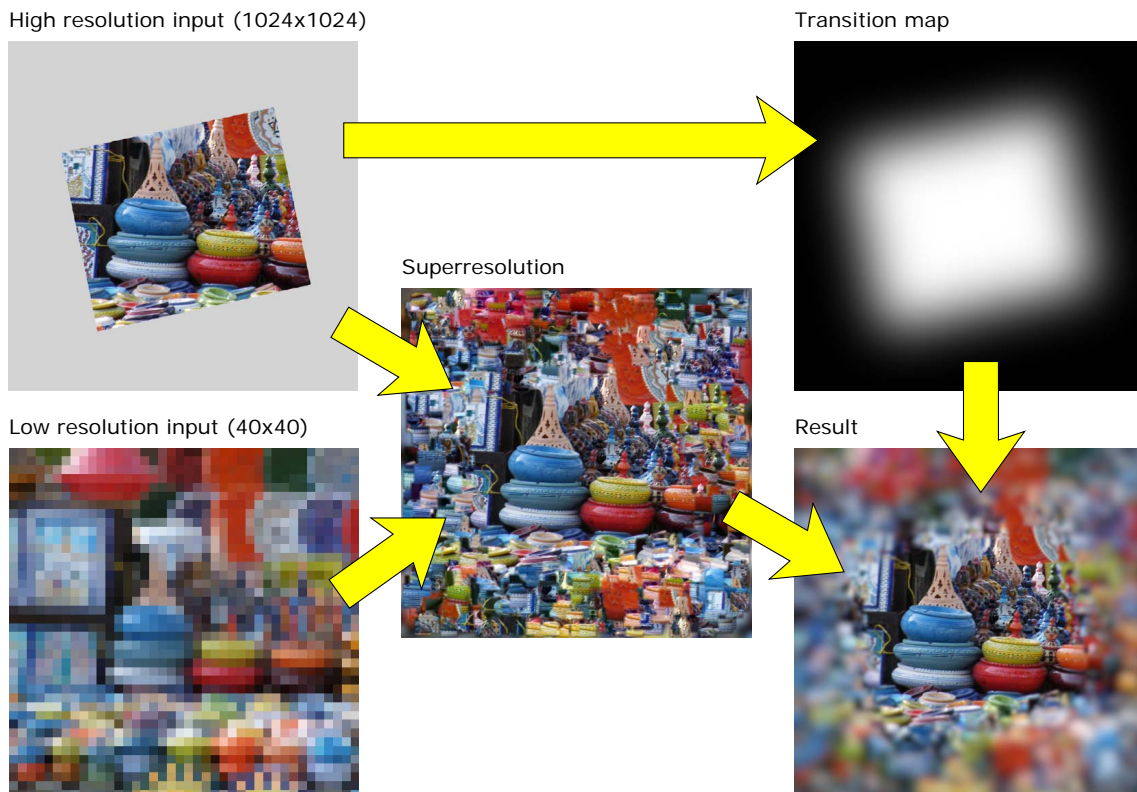 High resolution input (1024x1024)
Transition map
Superresolution
Low resolution input (40x40)
Result